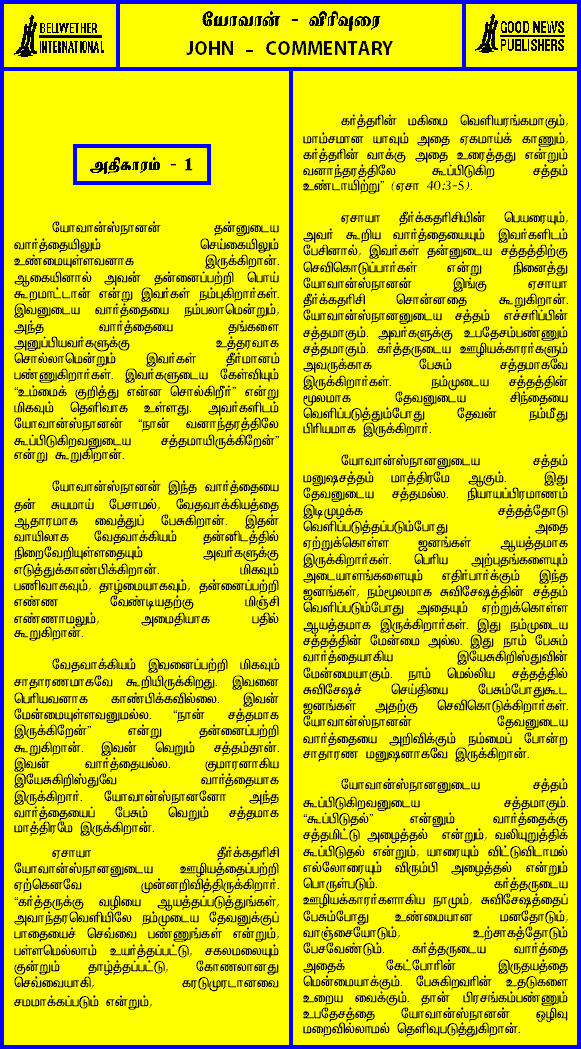 BELLWETHER
INTERNATIONAL
யோவான் - விரிவுரை
JOHN - COMMENTARY
GOOD NEWS
PUBLISHERS
அதிகாரம் - 1
யோவான்ஸ்நானன் தன்னுடைய
வார்த்தையிலும் செய்கையிலும்
உண்மையுள்ளவனாக இருக்கிறான்.
ஆகையினால் அவன் தன்னைப்பற்றி பொய்
கூறமாட்டான் என்று இவர்கள் நம்புகிறார்கள்.
இவனுடைய வார்த்தையை நம்பலாமென்றும்,
அந்த வார்த்தையை தங்களை
அனுப்பியவர்களுக்கு உத்தரவாக
சொல்லாமென்றும் இவர்கள் தீர்மானம்
பண்ணுகிறார்கள். இவர்களுடைய கேள்வியும்
“உம்மைக் குறித்து என்ன சொல்கிறீர்” என்று
மிகவும் தெளிவாக உள்ளது. அவர்களிடம்
யோவான்ஸ்நானன் “நான் வனாந்தரத்திலே
கூப்பிடுகிறவனுடைய சத்தமாயிருக்கிறேன்”
என்று கூறுகிறான்.
யோவான்ஸ்நானன் இந்த வார்த்தையை
தன் சுயமாய் பேசாமல், வேதவாக்கியத்தை
ஆதாரமாக வைத்துப் பேசுகிறான். இதன்
வாயிலாக வேதவாக்கியம் தன்னிடத்தில்
நிறைவேறியுள்ளதையும் அவர்களுக்கு
எடுத்துக்காண்பிக்கிறான். மிகவும்
பணிவாகவும், தாழ்மையாகவும், தன்னைப்பற்றி
எண்ண வேண்டியதற்கு மிஞ்சி
எண்ணாமலும், அமைதியாக பதில்
கூறுகிறான்.
வேதவாக்கியம் இவனைப்பற்றி மிகவும்
சாதாரணமாகவே கூறியிருக்கிறது. இவனை
பெரியவனாக காண்பிக்கவில்லை. இவன்
மேன்மையுள்ளவனுமல்ல. “நான் சத்தமாக
இருக்கிறேன்” என்று தன்னைப்பற்றி
கூறுகிறான். இவன் வெறும் சத்தம்தான்.
இவன் வார்த்தையல்ல. குமாரனாகிய
இயேசுகிறிஸ்துவே வார்த்தையாக
இருக்கிறார். யோவான்ஸ்நானனோ அந்த
வார்த்தையைப் பேசும் வெறும் சத்தமாக
மாத்திரமே இருக்கிறான்.
ஏசாயா தீர்க்கதரிசி
யோவான்ஸ்நானனுடைய ஊழியத்தைப்பற்றி
ஏற்கெனவே முன்னறிவித்திருக்கிறார்.
“கர்த்தருக்கு வழியை ஆயத்தப்படுத்துங்கள்,
அவாந்தரவெளியிலே நம்முடைய தேவனுக்குப்
பாதையைச் செவ்வை பண்ணுங்கள் என்றும்,
பள்ளமெல்லாம் உயர்த்தப்பட்டு, சகலமலையும்
குன்றும் தாழ்த்தப்பட்டு, கோணலானது
செவ்வையாகி, கரடுமுரடானவை
சமமாக்கப்படும் என்றும்,
கர்த்தரின் மகிமை வெளியரங்கமாகும்,
மாம்சமான யாவும் அதை ஏகமாய்க் காணும்,
கர்த்தரின் வாக்கு அதை உரைத்தது என்றும்
வனாந்தரத்திலே கூப்பிடுகிற சத்தம்
உண்டாயிற்று” (ஏசா 40:3-5).
ஏசாயா தீர்க்கதரிசியின் பெயரையும்,
அவர் கூறிய வார்த்தையையும் இவர்களிடம்
பேசினால், இவர்கள் தன்னுடைய சத்தத்திற்கு
செவிகொடுப்பார்கள் என்று நினைத்து
யோவான்ஸ்நானன் இங்கு ஏசாயா
தீர்க்கதரிசி சொன்னதை கூறுகிறான்.
யோவான்ஸ்நானனுடைய சத்தம் எச்சரிப்பின்
சத்தமாகும். அவர்களுக்கு உபதேசம்பண்ணும்
சத்தமாகும். கர்த்தருடைய ஊழியக்காரர்களும்
அவருக்காக பேசும் சத்தமாகவே
இருக்கிறார்கள். நம்முடைய சத்தத்தின்
மூலமாக தேவனுடைய சிந்தையை
வெளிப்படுத்தும்போது தேவன் நம்மீது
பிரியமாக இருக்கிறார்.
யோவான்ஸ்நானனுடைய சத்தம்
மனுஷசத்தம் மாத்திரமே ஆகும். இது
தேவனுடைய சத்தமல்ல. நியாயப்பிரமாணம்
இடிமுழக்க சத்தத்தோடு
வெளிப்படுத்தப்படும்போது அதை
ஏற்றுக்கொள்ள ஜனங்கள் ஆயத்தமாக
இருக்கிறார்கள். பெரிய அற்புதங்களையும்
அடையாளங்களையும் எதிர்பார்க்கும் இந்த
ஜனங்கள், நம்மூலமாக சுவிசேஷத்தின் சத்தம்
வெளிப்படும்போது அதையும் ஏற்றுக்கொள்ள
ஆயத்தமாக இருக்கிறார்கள். இது நம்முடைய
சத்தத்தின் மேன்மை அல்ல. இது நாம் பேசும்
வார்த்தையாகிய இயேசுகிறிஸ்துவின்
மேன்மையாகும். நாம் மெல்லிய சத்தத்தில்
சுவிசேஷச் செய்தியை பேசும்போதுகூட
ஜனங்கள் அதற்கு செவிகொடுக்கிறார்கள்.
யோவான்ஸ்நானன் தேவனுடைய
வார்த்தையை அறிவிக்கும் நம்மைப் போன்ற
சாதாரண மனுஷனாகவே இருக்கிறான்.
யோவான்ஸ்நானனுடைய சத்தம்
கூப்பிடுகிறவனுடைய சத்தமாகும்.
“கூப்பிடுதல்” என்னும் வார்த்தைக்கு
சத்தமிட்டு அழைத்தல் என்றும், வலியுறுத்திக்
கூப்பிடுதல் என்றும், யாரையும் விட்டுவிடாமல்
எல்லோரையும் விரும்பி அழைத்தல் என்றும்
பொருள்படும். கர்த்தருடைய
ஊழியக்காரர்களாகிய நாமும், சுவிசேஷத்தைப்
பேசும்போது உண்மையான மனதோடும்,
வாஞ்சையோடும், உற்சாகத்தோடும்
பேசவேண்டும். கர்த்தருடைய வார்த்தை
அதைக் கேட்போரின் இருதயத்தை
மென்மையாக்கும். பேசுகிறவரின் உதடுகளை
உறைய வைக்கும். தான் பிரசங்கம்பண்ணும்
உபதேசத்தை யோவான்ஸ்நானன் ஒழிவு
மறைவில்லாமல் தெளிவுபடுத்துகிறான்.